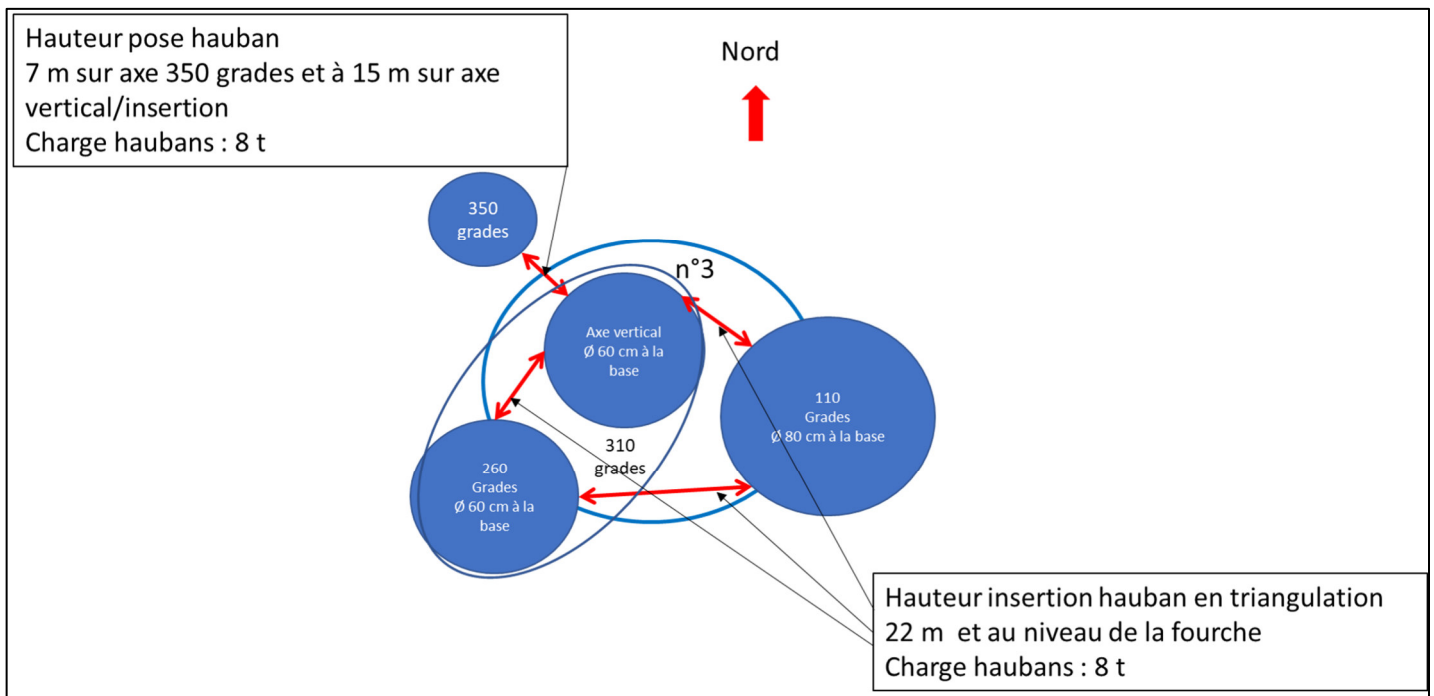 Hauteur pose hauban
7 m sur axe 350 grades et à 15 m sur axe
vertical/insertion
Charge haubans : 8 t
Nord
350
grades
n°3
Axe vertical
Ø 60 cm à la
base
110
Grades
Ø 80 cm à la base
310
grades
260
Grades
Ø 60 cm à la
base
Hauteur insertion hauban en triangulation
22 m  et au niveau de la fourche
Charge haubans : 8 t